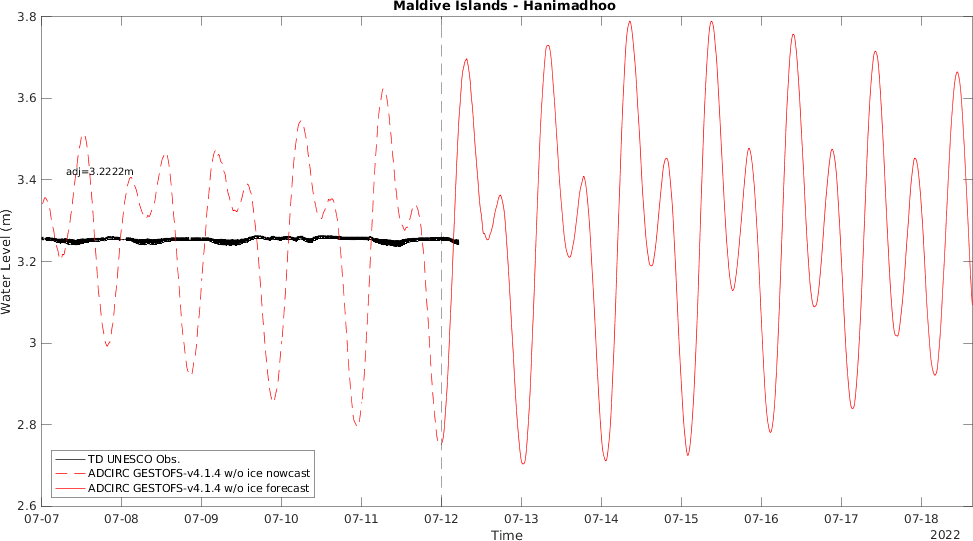 Maldive Islands - Hanimadhoo
3.8
3.6
3.4
3.2
3
2.8
2.6
Water Level (m)
adj=3.2222m
TD UNESCO Obs.
ADCIRC GESTOFS-v4.1.4 w/o ice nowcast
ADCIRC GESTOFS-v4.1.4 w/o ice forecast
07-07 07-08 07-09 07-10 07-11 07-12 07-13 07-14 07-15 07-16 07-17 07-18
Time
2022